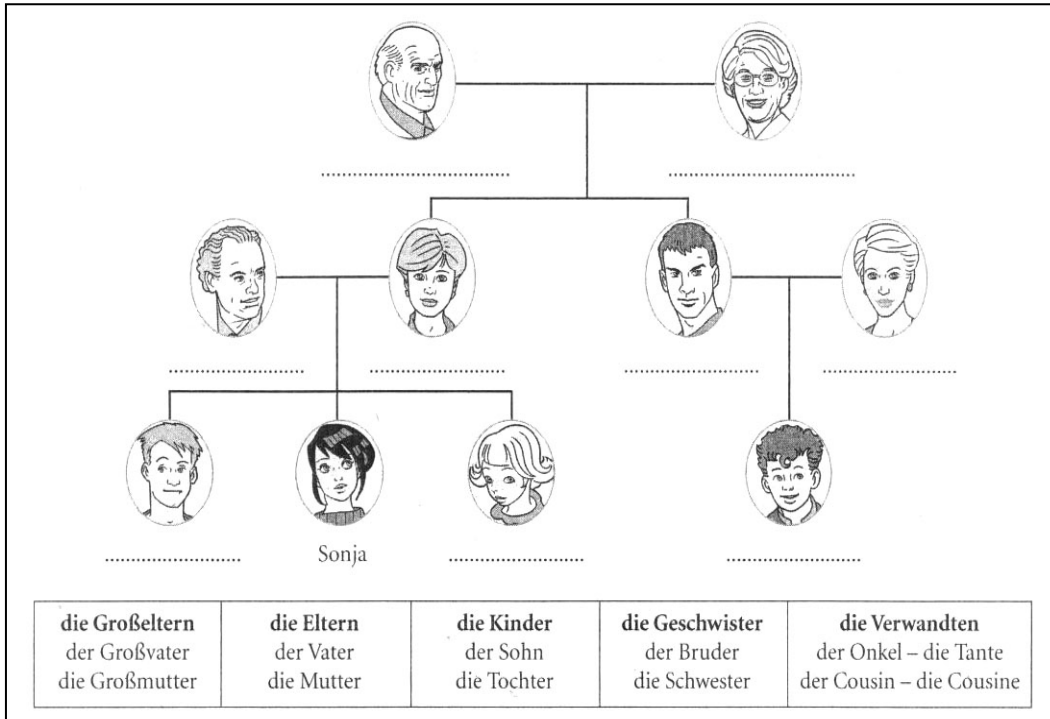 Sonja
die Großeltern
der Großvater
die Großmutter
die Eltern
der Vater
die Mutter
die Kinder
der Sohn
die Tochter
die Geschwister
der Bruder
die Schwester
die Verwandten
der Onkel – die Tante
der Cousin – die Cousine